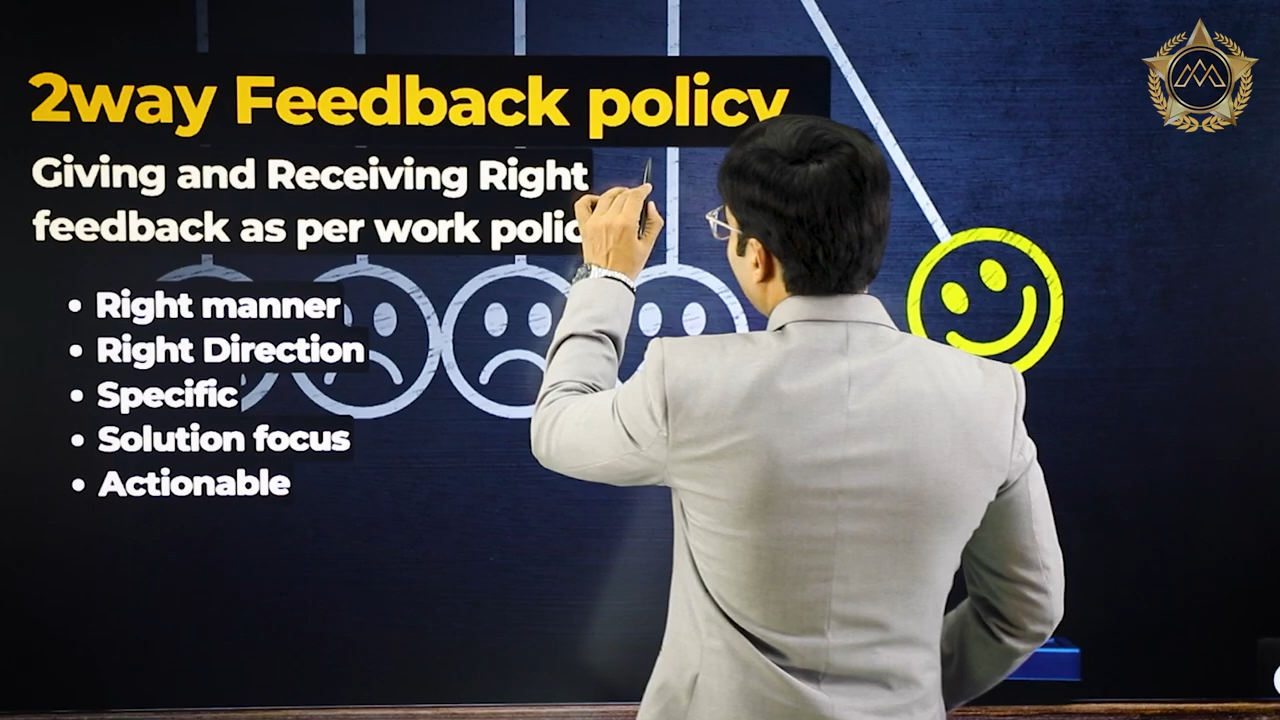 2way Feedback policy
Giving and Receiving Right
feedback as per work polic
• Right manner
• Right Direction
• Specific
• Solution focus
• Actionable